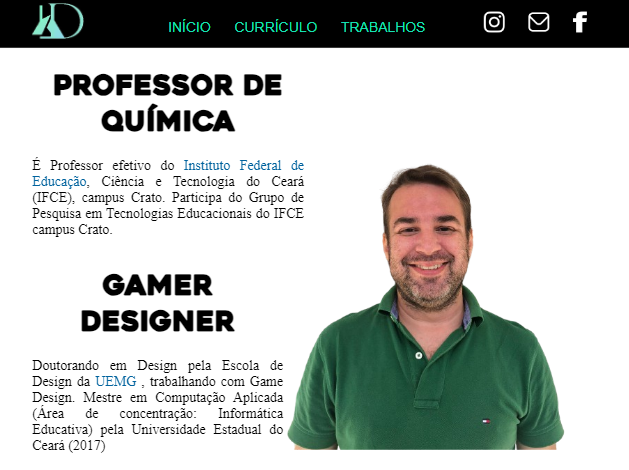 INÍCIO CURRÍCULO TRABALHOS
PROFESSOR DE
QUÍMICA
É Professor efetivo do Instituto Federal de
Educação, Ciência e Tecnologia do Ceará
(IFCE), campus Crato. Participa do Grupo de
Pesquisa em Tecnologias Educacionais do IFCE
campus Crato.
GAMER
DESIGNER
Doutorando em Design pela Escola de
Design da UEMG , trabalhando com Game
Design. Mestre em Computação Aplicada
(Área de concentração: Informática
Educativa) pela Universidade Estadual do
Ceará (2017)